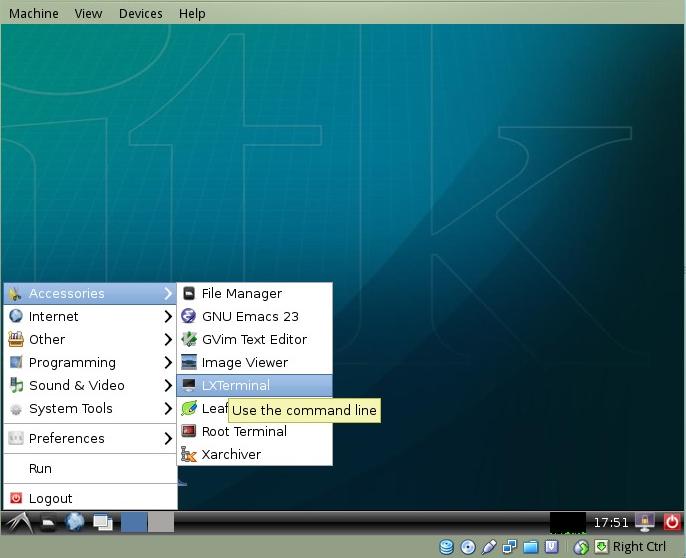 Machine View Devices Help
itk
Accessories
Internet
Other
Programming
Sound & Video
System Tools
Preferences
Run
Logout
File Manager
GNU Emacs 23
GVim Text Editor
Image Viewer
LXTerminal
Leaf
Use the command line
Root Terminal
Xarchiver
17:51
Right Ctrl